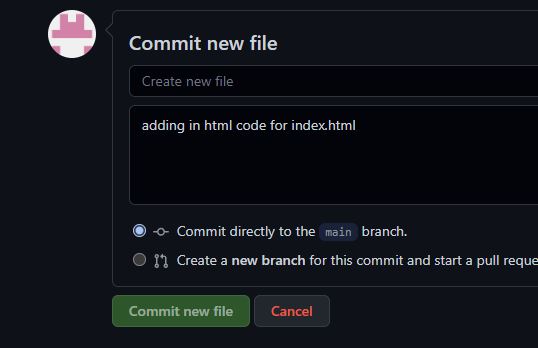 Commit new file
Create new file
adding in html code for index.html
Commit directly to the main branch.
Create a new branch for this commit and start a pull reque
Commit new file
Cancel